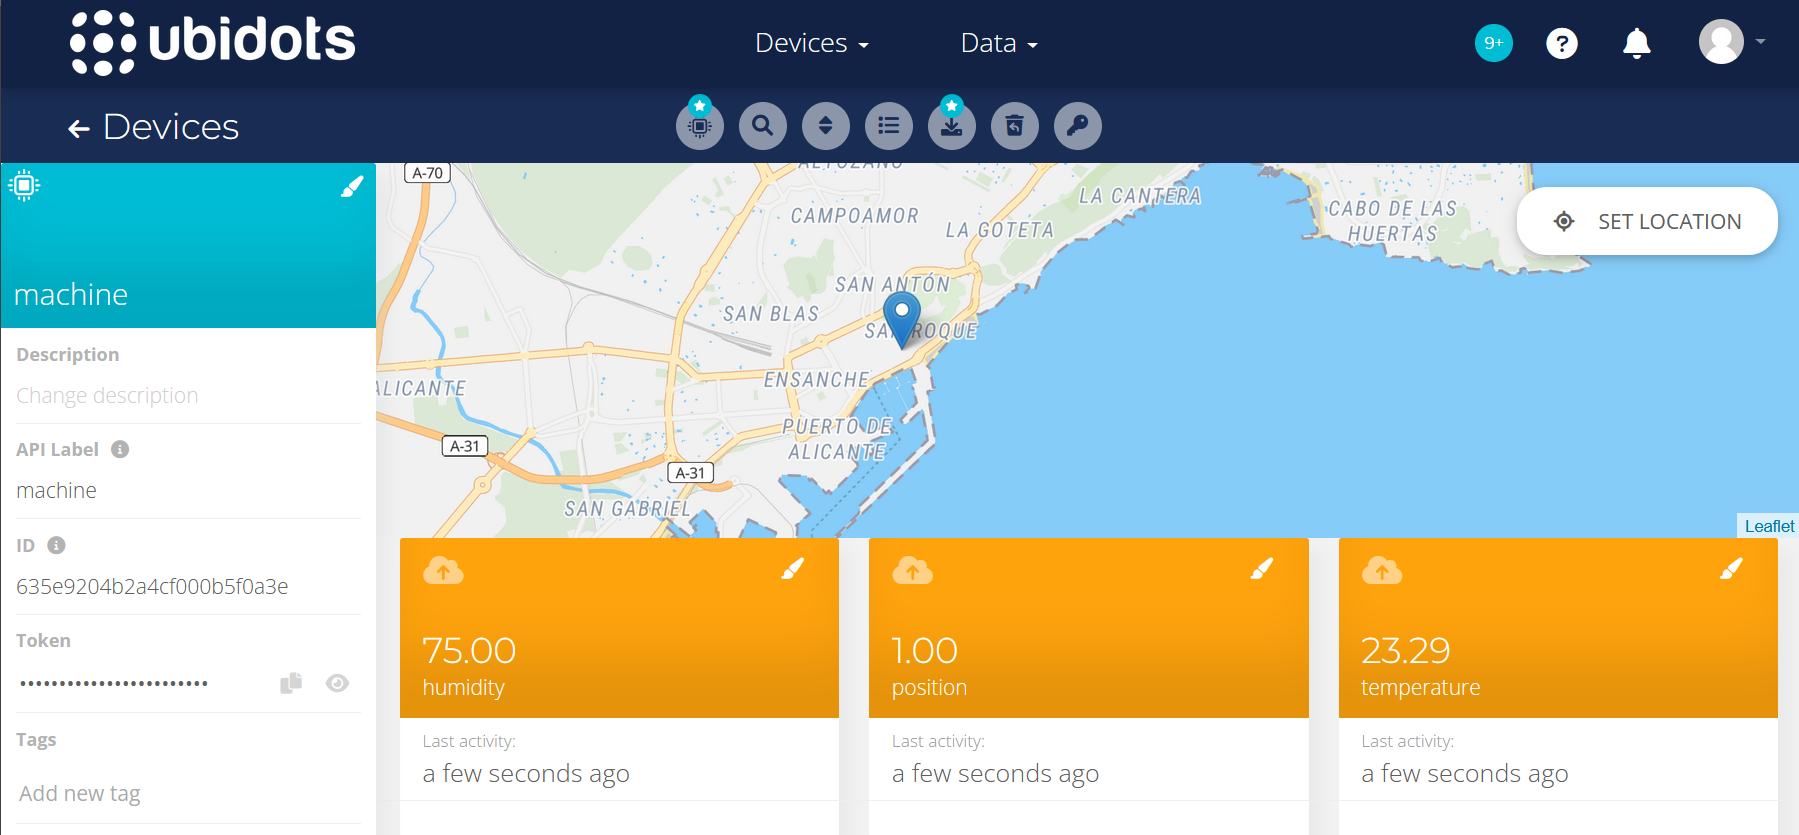 ubidots
Devices
Data
9+
?
Devices
machine
Description
Change description
API Label
machine
ID
635e9204b2a4cf000b5f0a3e
Token
••••••••••••••••••••••••
Tags
Add new tag
A-70
ALTOZANO
CAMPOAMOR
LA GOTETA
LA CANTERA
CABO DE LAS
HUERTAS
SET LOCATION
SAN ANTÓN
SAN BLAS
SAN ROQUE
ENSANCHE
ALICANTE
PUERTO DE
ALICANTE
A-31
A-31
SAN GABRIEL
Leaflet
75.00
humidity
Last activity:
a few seconds ago
1.00
position
Last activity:
a few seconds ago
23.29
temperature
Last activity:
a few seconds ago